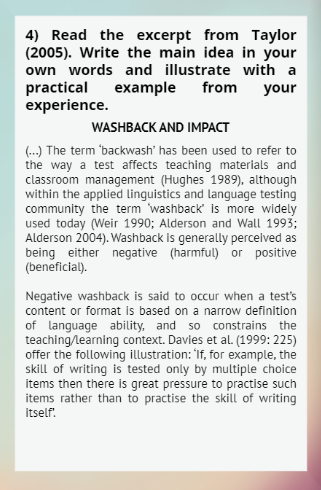 4) Read the excerpt from Taylor
(2005). Write the main idea in your
own words and illustrate with a
practical example from your
experience.
WASHBACK AND IMPACT
(...) The term 'backwash' has been used to refer to
the way a test affects teaching materials and
classroom management (Hughes 1989), although
within the applied linguistics and language testing
community the term 'washback' is more widely
used today (Weir 1990; Alderson and Wall 1993;
Alderson 2004). Washback is generally perceived as
being either negative (harmful) or positive
(beneficial).
Negative washback is said to occur when a test's
content or format is based on a narrow definition
of language ability, and so constrains the
teaching/learning context. Davies et al. (1999: 225)
offer the following illustration: 'If, for example, the
skill of writing is tested only by multiple choice
items then there is great pressure to practise such
items rather than to practise the skill of writing
itself'.